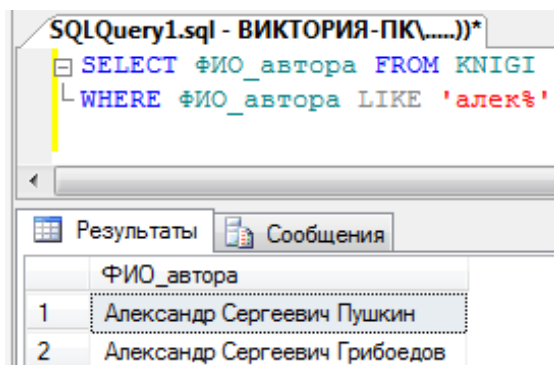 SQLQuery1.sql - ВИКТОРИЯ-ПК\.....))*
SELECT ФИО_автора FROM KNIGI
WHERE ФИО_автора LIKE 'алек%'
Результаты Сообщения
ФИО_автора
1 Александр Сергеевич Пушкин
2 Александр Сергеевич Грибоедов